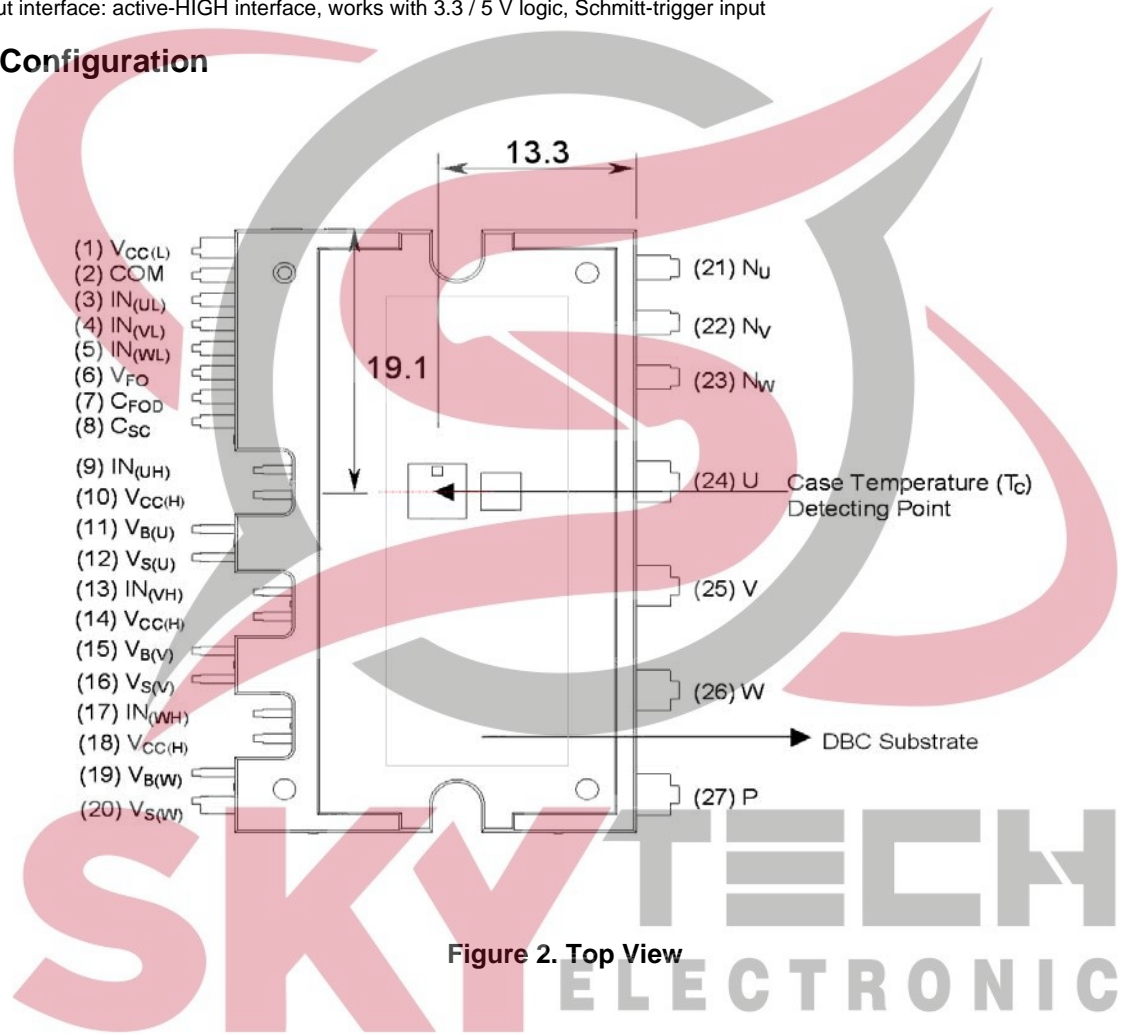 ut interface: active-HIGH interface, works with 3.3 / 5 V logic, Schmitt-trigger input
Configuration
13.3
19.1
(1) VCC(L)
(2) COM
(3) IN(UL)
(4) IN(VL)
(5) IN(WL)
(6) VFO
(7) CFOD
(8) CSC
(9) IN(UH)
(10) VCC(H)
(11) VB(U)
(12) VS(U)
(13) IN(VH)
(14) VCC(H)
(15) VB(V)
(16) VS(V)
(17) IN(WH)
(18) VCC(H)
(19) VB(W)
(20) VS(W)
(21) NU
(22) NV
(23) NW
(24) U
Case Temperature (TC)
Detecting Point
(25) V
(26) W
DBC Substrate
(27) P
SKY TECH
Figure 2. Top View
ELECTRONIC